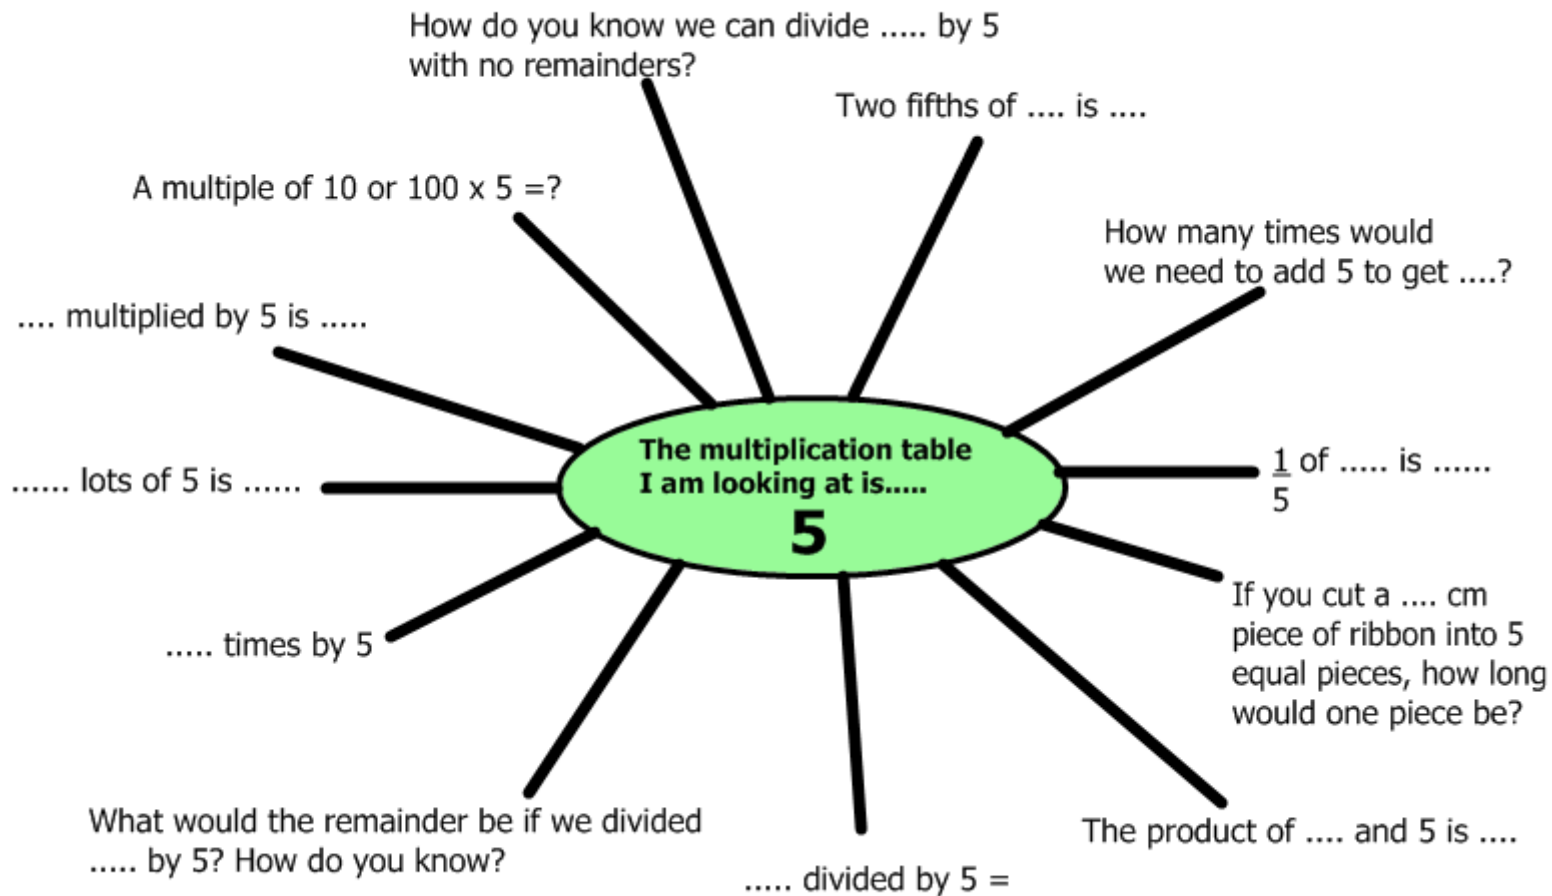 How do you know we can divide ..... by 5
with no remainders?
Two fifths of .... is ....
A multiple of 10 or 100 x 5 =?
How many times would
we need to add 5 to get ....?
.... multiplied by 5 is .....
The multiplication table
I am looking at is.....
5
1
5
of ..... is ......
...... lots of 5 is ......
If you cut a .... cm
piece of ribbon into 5
equal pieces, how long
would one piece be?
..... times by 5
What would the remainder be if we divided
..... by 5? How do you know?
The product of .... and 5 is ....
..... divided by 5 =